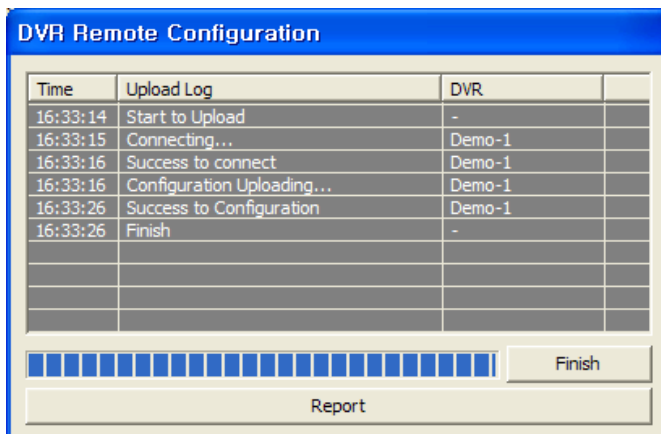 DVR Remote Configuration
Time Upload Log DVR
16:33:14 Start to Upload -
16:33:15 Connecting... Demo-1
16:33:16 Success to connect Demo-1
16:33:16 Configuration Uploading... Demo-1
16:33:26 Success to Configuration Demo-1
16:33:26 Finish -
Finish
Report